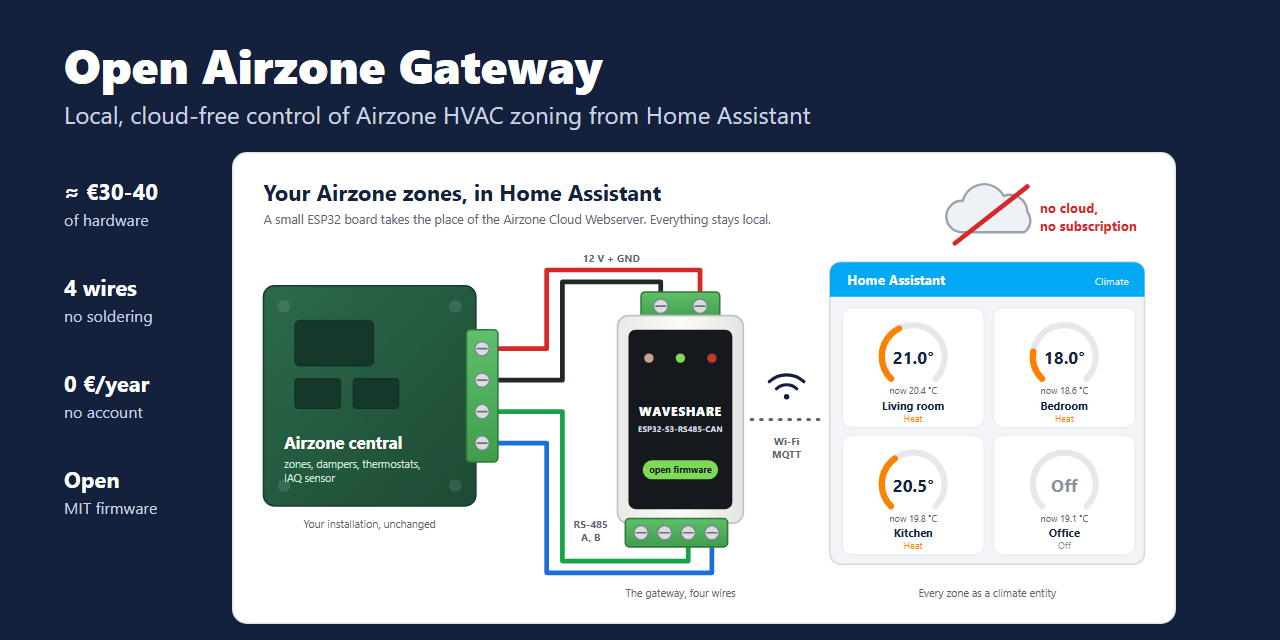 Open Airzone Gateway
Local, cloud-free control of Airzone HVAC zoning from Home Assistant
≈ €30-40
of hardware
4 wires
no soldering
0 €/year
no account
Open
MIT firmware
Your Airzone zones, in Home Assistant
A small ESP32 board takes the place of the Airzone Cloud Webserver. Everything stays local.
no cloud,
no subscription
12 V + GND
Airzone central
zones, dampers, thermostats,
IAQ sensor
Your installation, unchanged
WAVESHARE
ESP32-S3-RS485-CAN
open firmware
RS-485
A, B
The gateway, four wires
Wi-Fi
MQTT
Home Assistant
Climate
21.0°
now 20.4 °C
Living room
Heat
18.0°
now 18.6 °C
Bedroom
Heat
20.5°
now 19.8 °C
Kitchen
Heat
Off
now 19.1 °C
Office
Off
Every zone as a climate entity